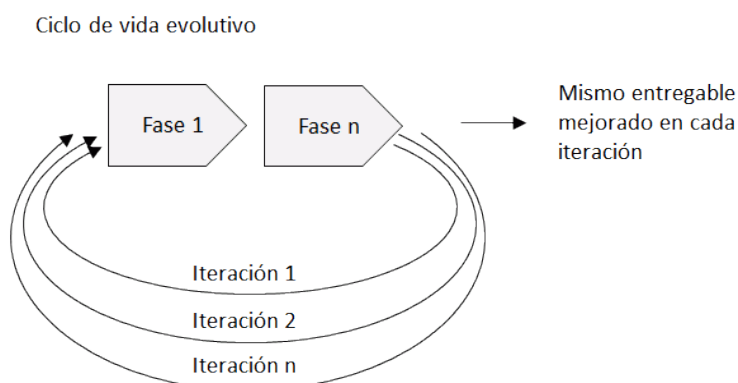 Ciclo de vida evolutivo
Fase 1
Fase n
Mismo entregable
mejorado en cada
iteración
Iteración 1
Iteración 2
Iteración n